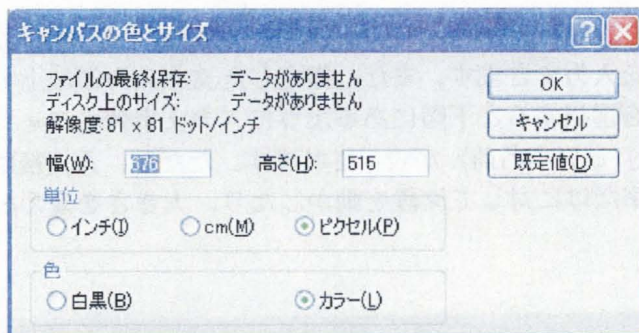 キャンバスの色とサイズ
ファイルの最終保存: データがありません
ディスク上のサイズ: データがありません
解像度:81 x 81 ドット/インチ
幅(W): 376 高さ(H): 515
単位
インチ(I) cm(M) ピクセル(P)
色
白黒(B) カラー(L)
OK
キャンセル
既定値(D)